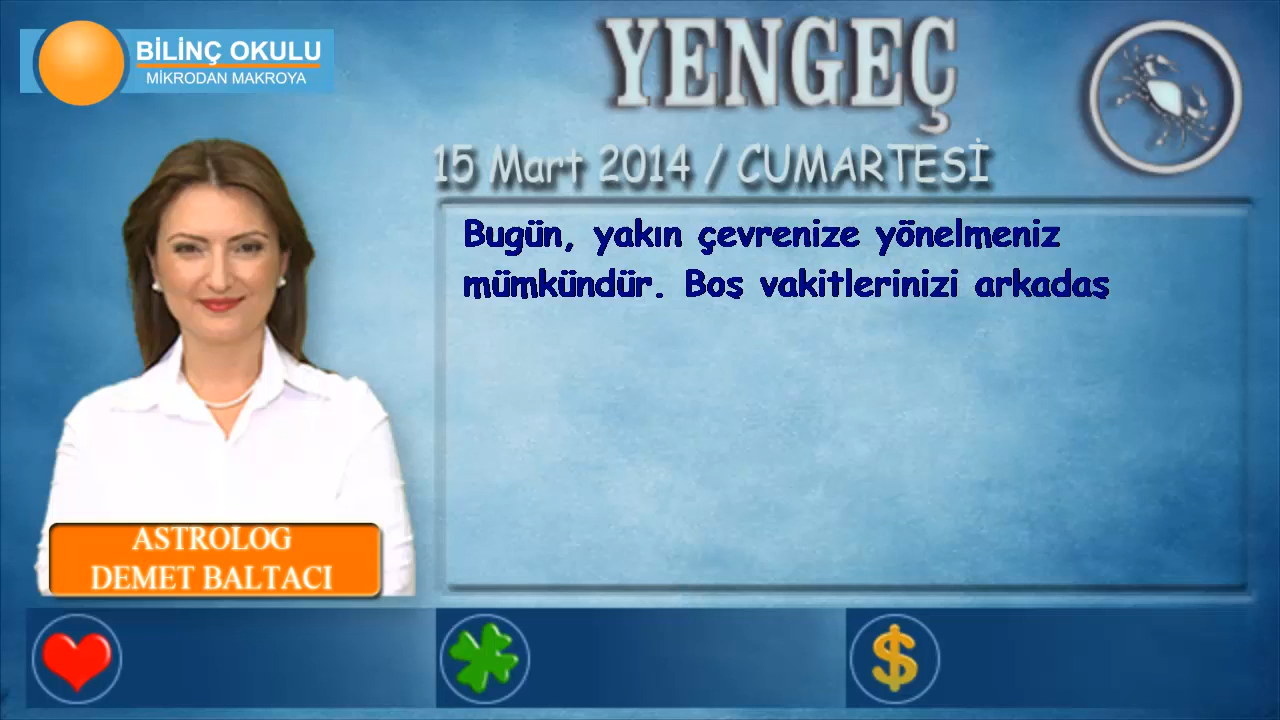 BİLİNÇ OKULU
MİKRODAN MAKROYA
YENGEÇ
15 Mart 2014 / CUMARTESİ
Bugün, yakın çevrenize yönelmeniz
mümkündür. Boş vakitlerinizi arkadaş
ASTROLOG
DEMET BALTACI